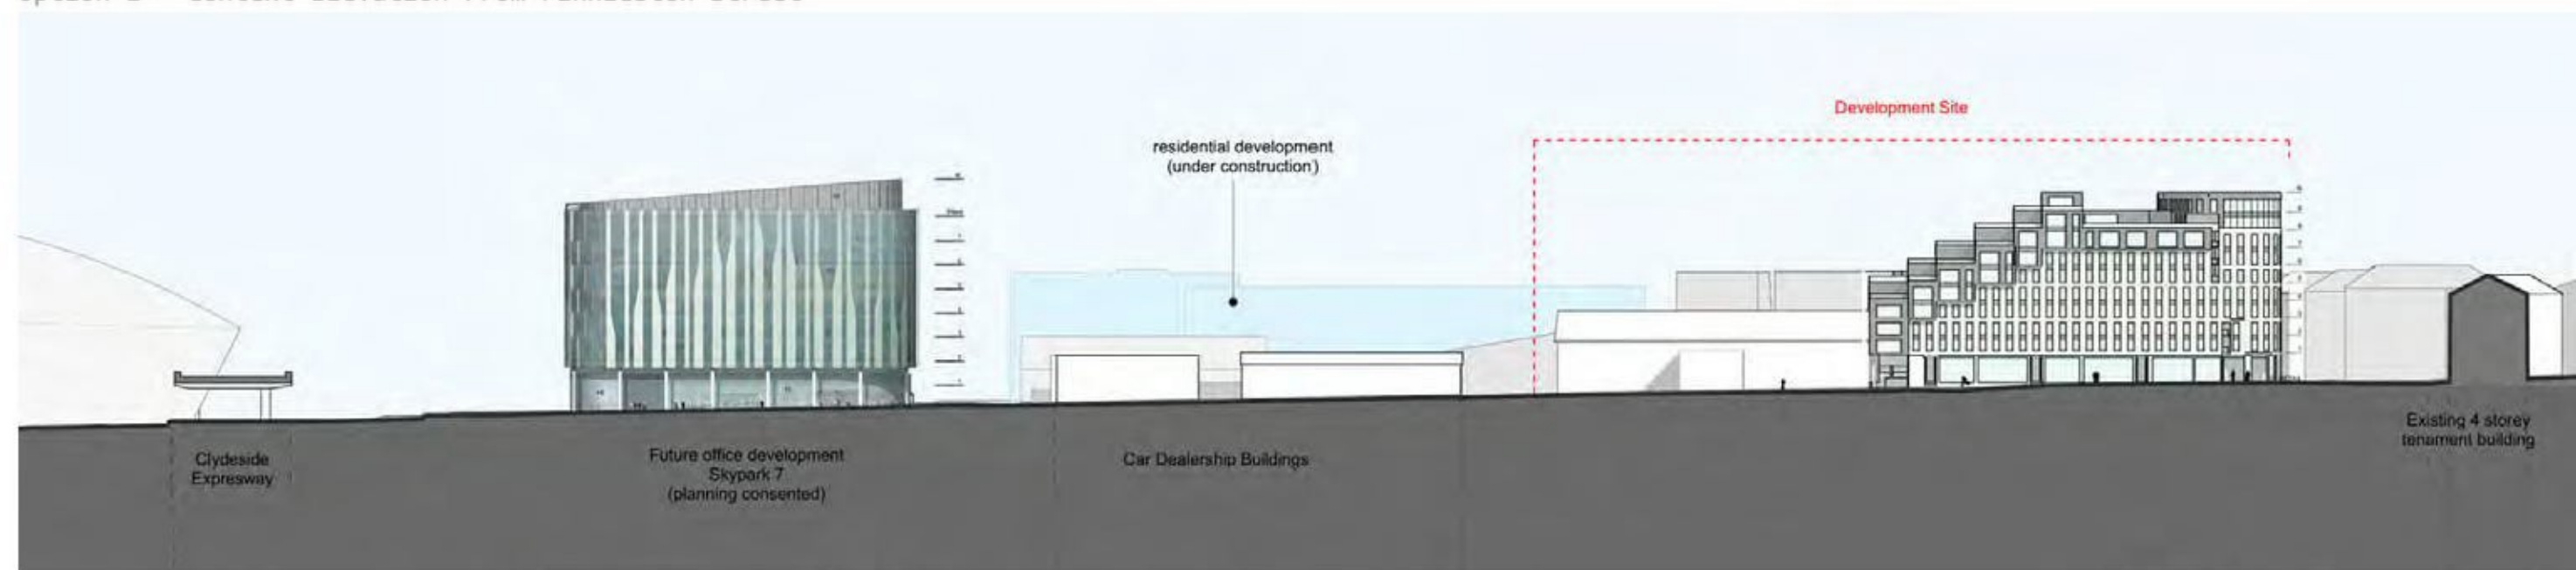 Development Site
residential development
(under construction)
Clydeside
Expresway
Future office development
Skypark 7
(planning consented)
Car Dealership Buildings
Existing 4 storey
tenament building